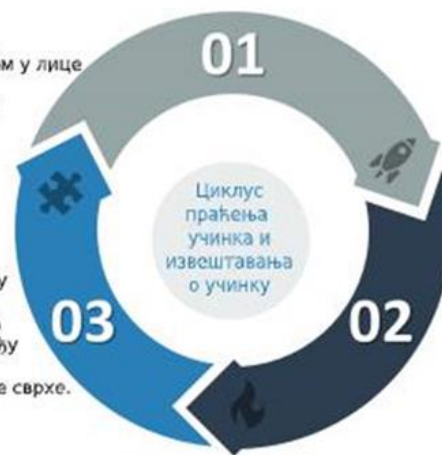 01
м у лице
Циклус
праћења
учинка и
извештавања
о учинку
у
03
02
ђу
е сврхе.